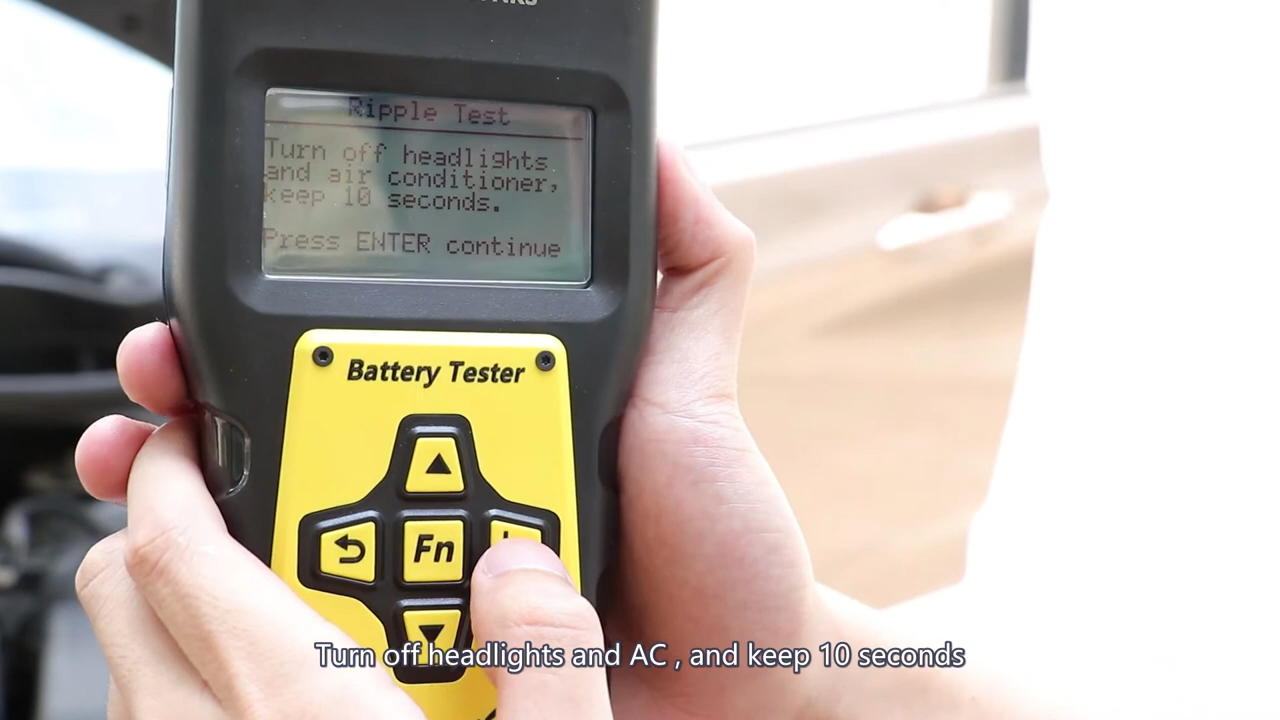 Ripple Test
Turn off headlights
and air conditioner,
keep 10 seconds.
Press ENTER continue
Battery Tester
Fn
Turn off headlights and AC , and keep 10 seconds